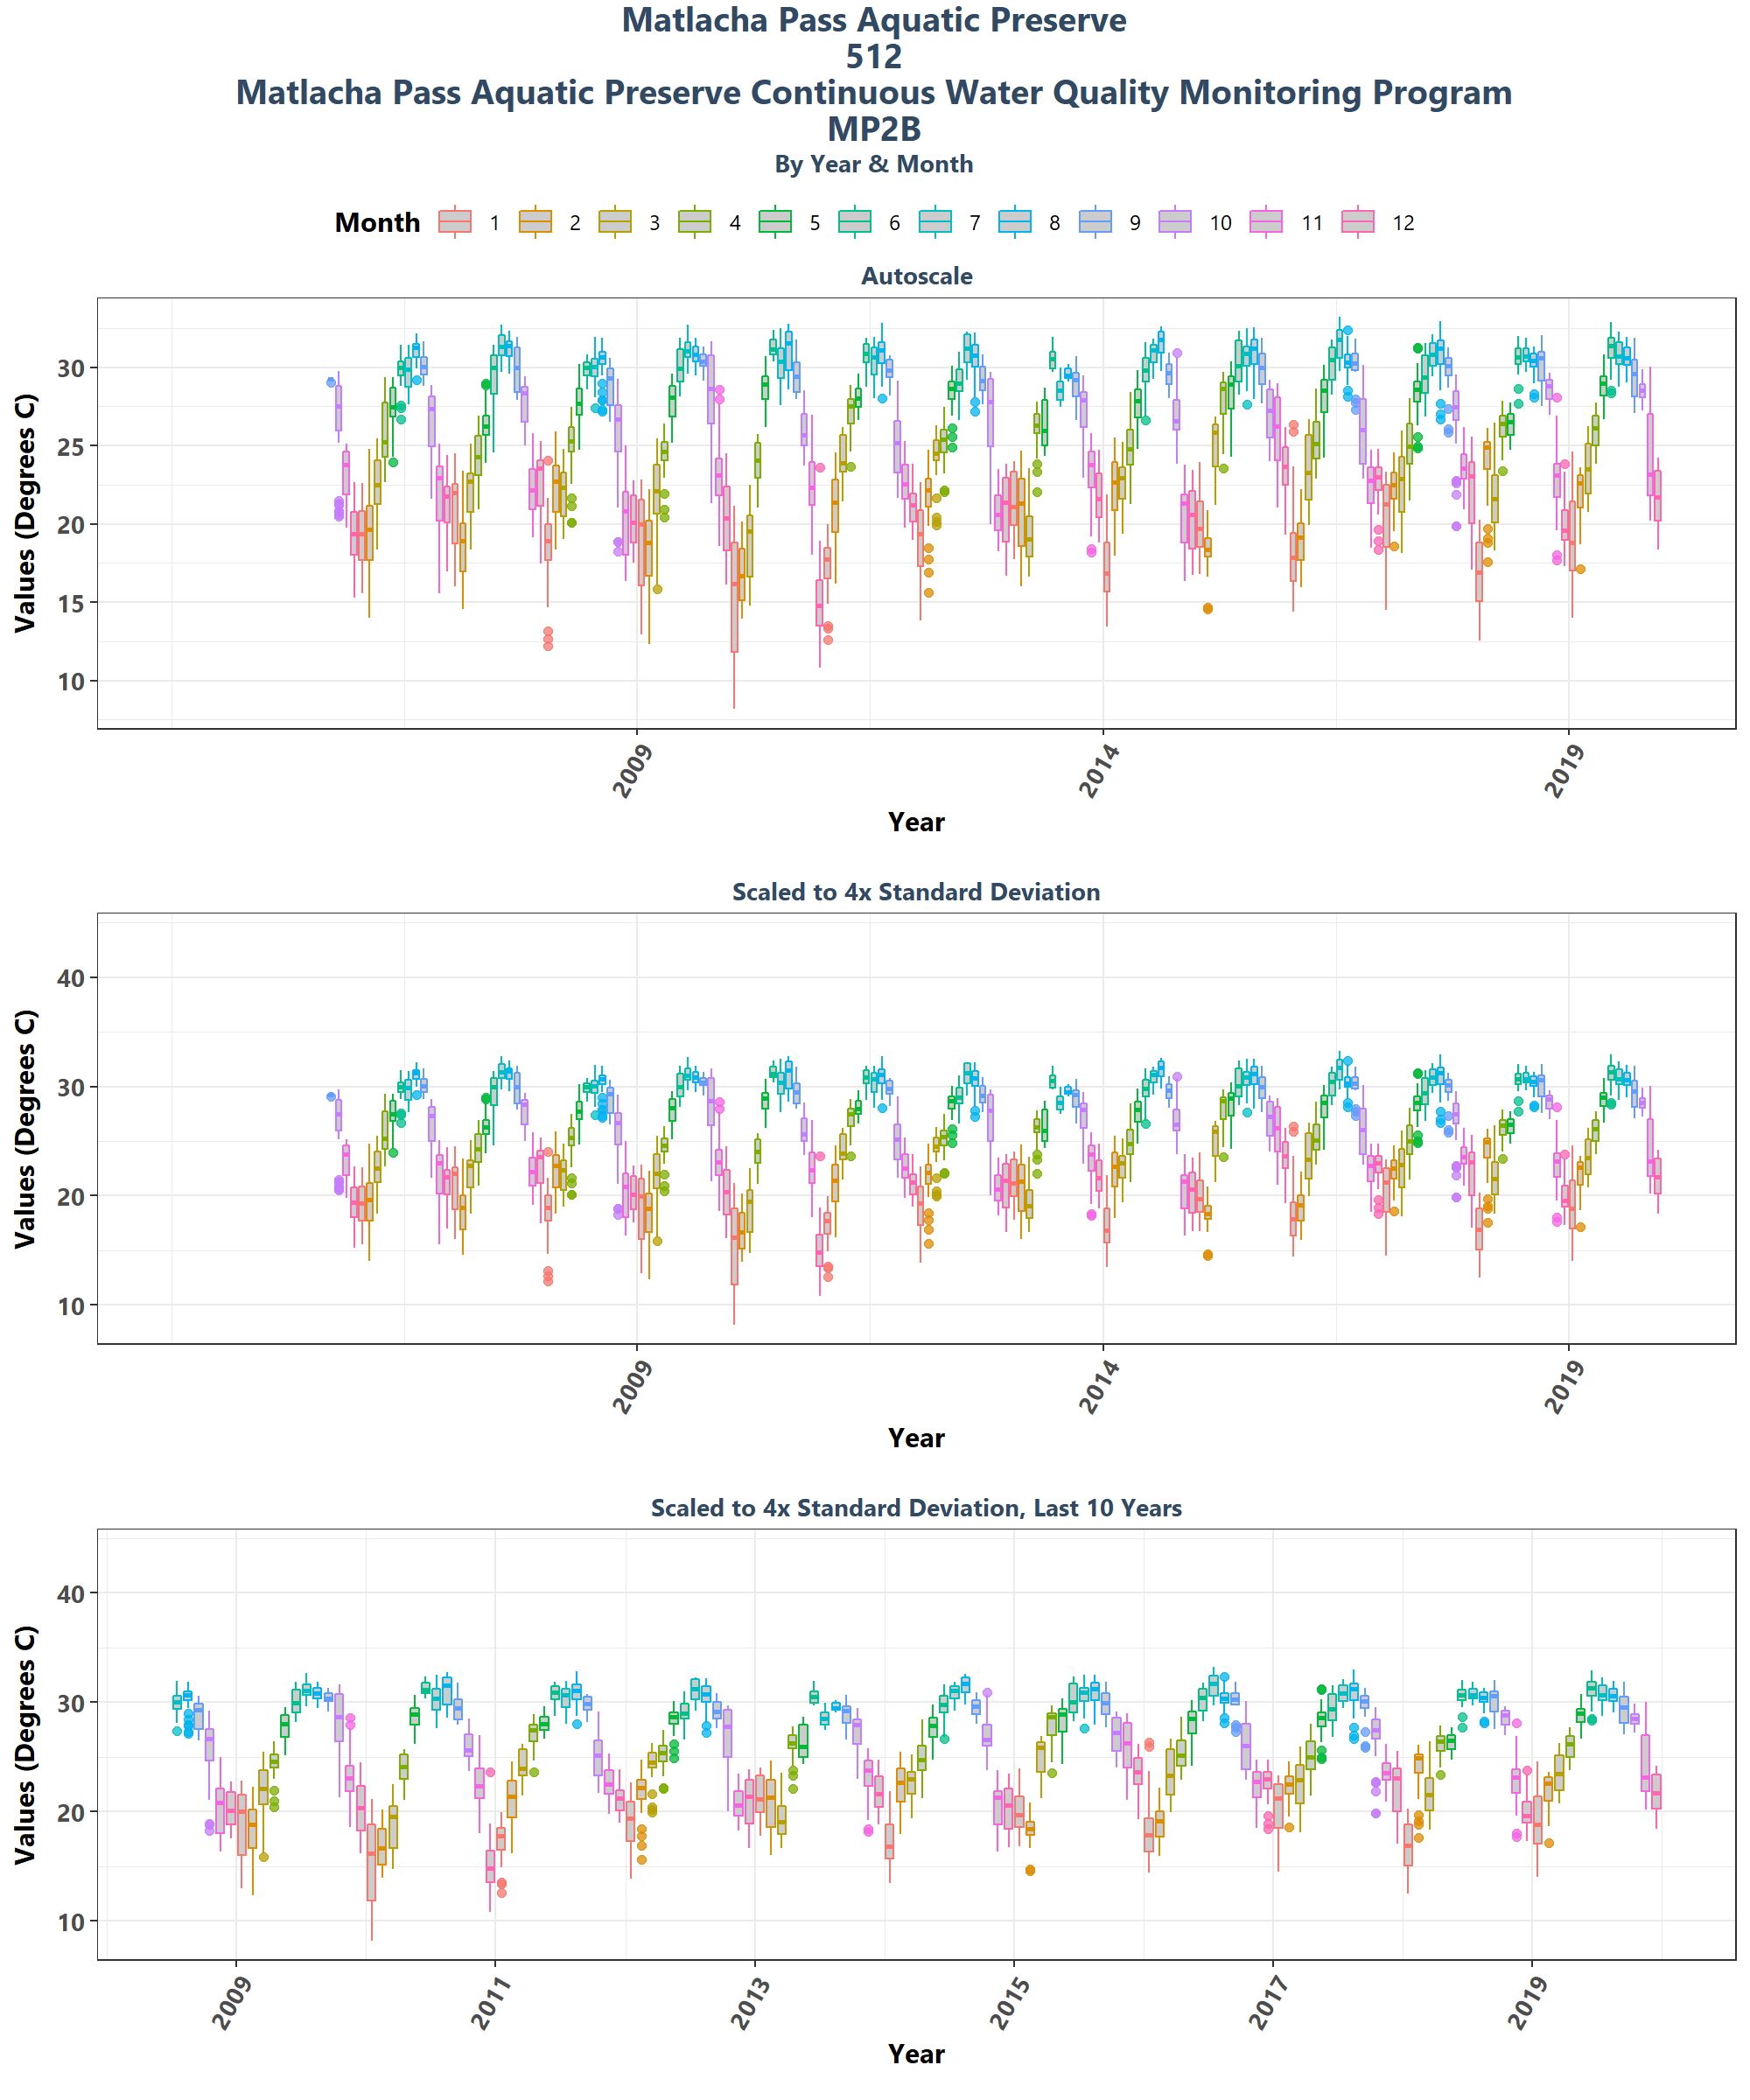 Matlacha Pass Aquatic Preserve
512
Matlacha Pass Aquatic Preserve Continuous Water Quality Monitoring Program
MP2B
By Year & Month
Month 1 2 3 4 5 6 7 8 9 10 11 12
Autoscale
Values (Degrees C)
30
25
20
15
10
2009 2014 2019
Year
Scaled to 4x Standard Deviation
Values (Degrees C)
40
30
20
10
2009 2014 2019
Year
Scaled to 4x Standard Deviation, Last 10 Years
Values (Degrees C)
40
30
20
10
2009 2011 2013 2015 2017 2019
Year